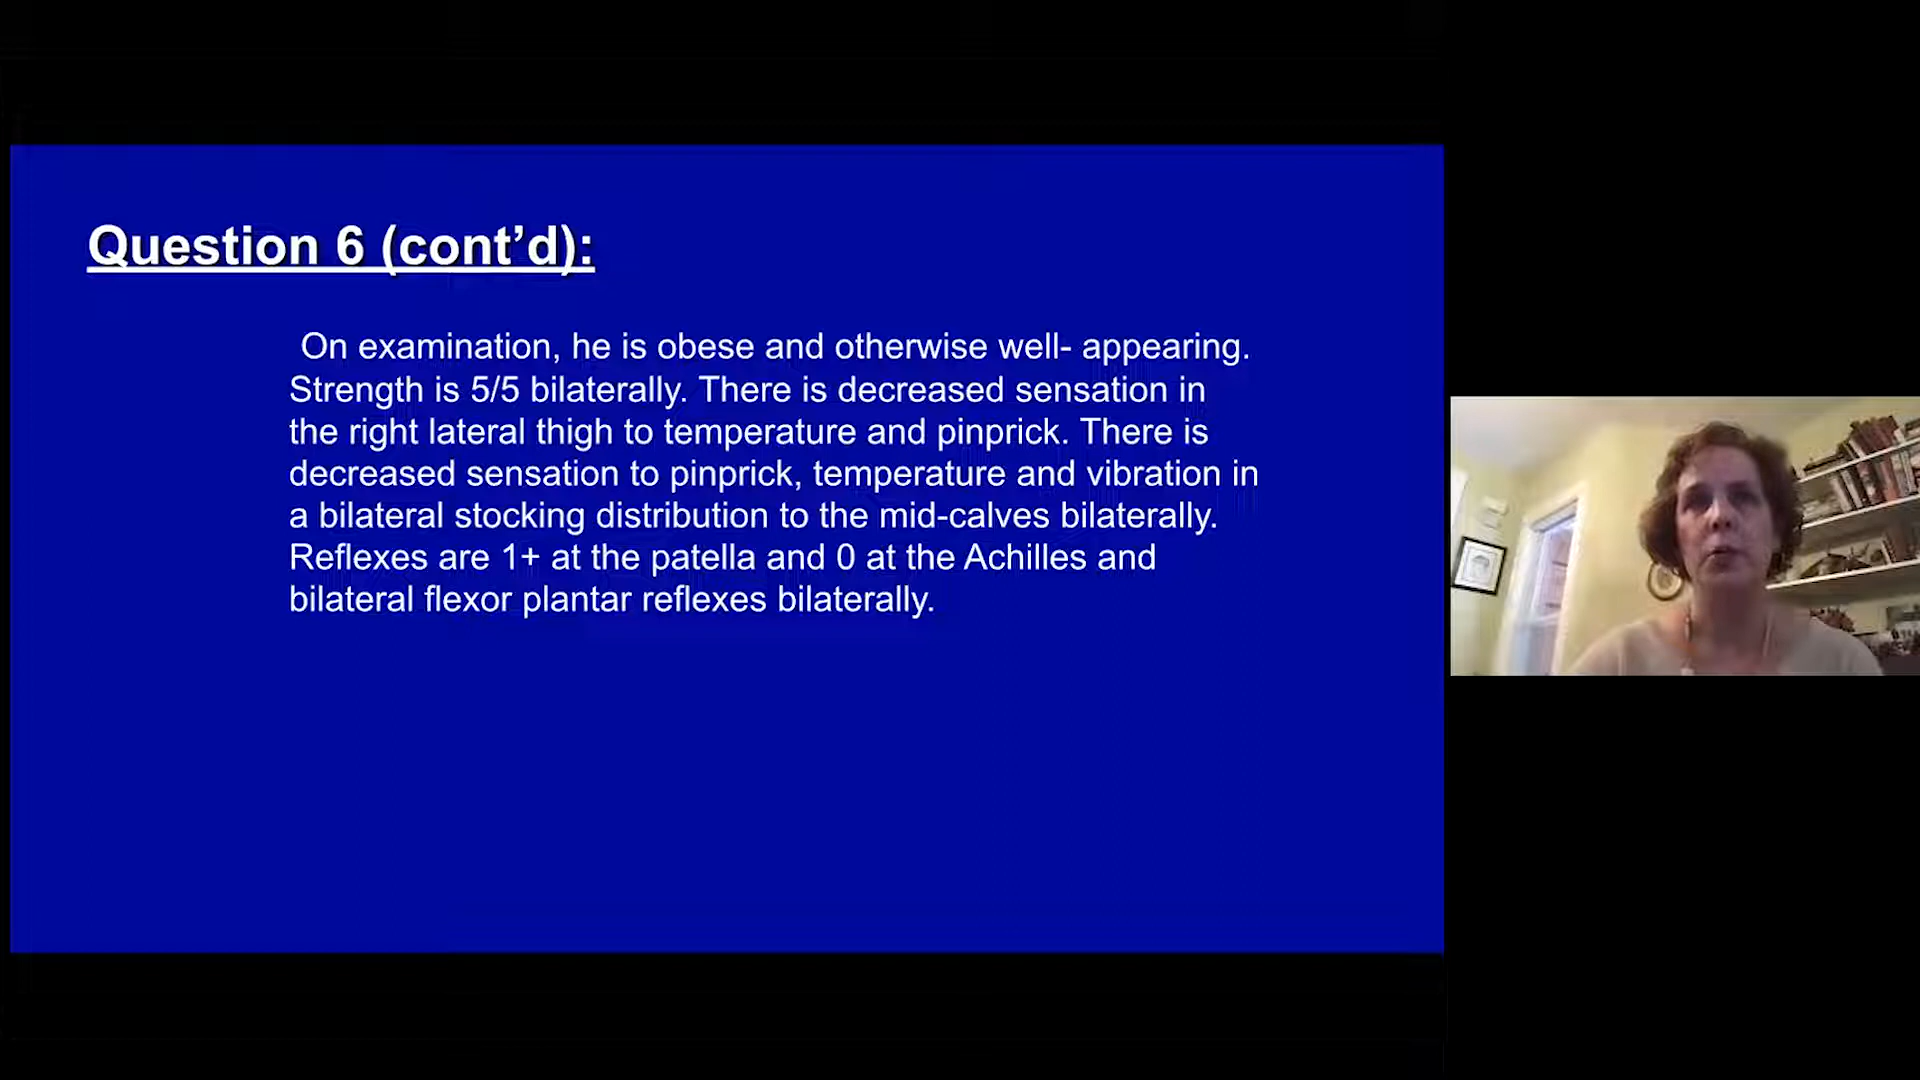 Question 6 (cont’d):
On examination, he is obese and otherwise well- appearing.
Strength is 5/5 bilaterally. There is decreased sensation in
the right lateral thigh to temperature and pinprick. There is
decreased sensation to pinprick, temperature and vibration in
a bilateral stocking distribution to the mid-calves bilaterally.
Reflexes are 1+ at the patella and 0 at the Achilles and
bilateral flexor plantar reflexes bilaterally.